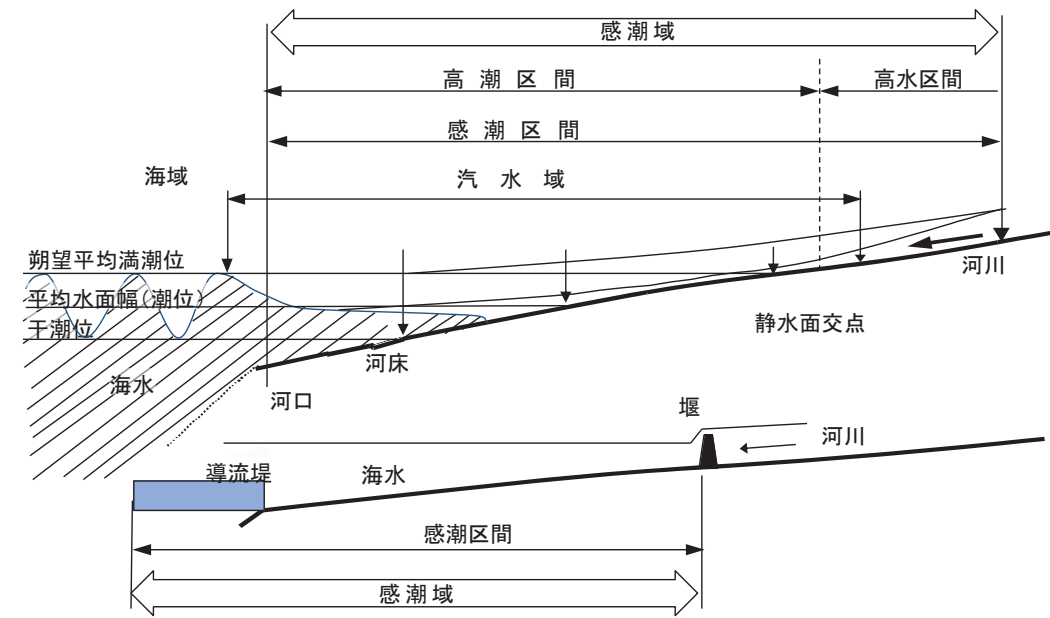 感潮域
高潮区間
高水区間
感潮区間
海域
汽水域
朔望平均満潮位
河川
平均水面幅(潮位)
干潮位
静水面交点
河床
海水
河口
堰
河川
導流堤
海水
感潮区間
感潮域